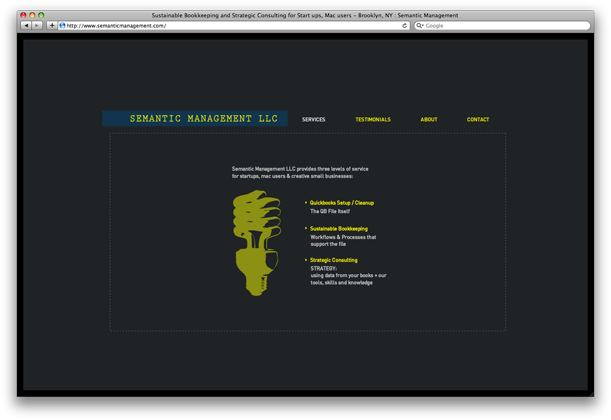 Sustainable Bookkeeping and Strategic Consulting for Start ups, Mac users – Brooklyn, NY : Semantic Management
http://www.semanticmanagement.com/
Google
SEMANTIC MANAGEMENT LLC
SERVICES
TESTIMONIALS
ABOUT
CONTACT
Semantic Management LLC provides three levels of service
for startups, mac users & creative small businesses:
Quickbooks Setup / Cleanup
The QB File Itself
Sustainable Bookkeeping
Workflows & Processes that
support the file
Strategic Consulting
STRATEGY:
using data from your books + our
tools, skills and knowledge